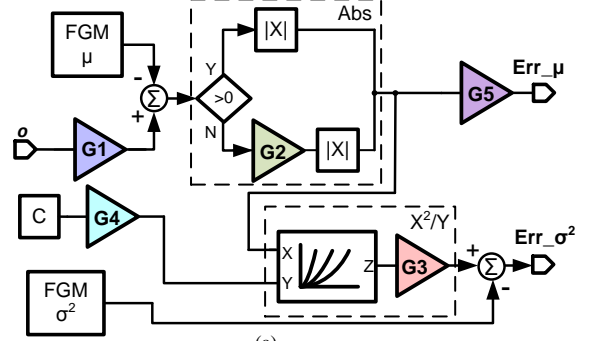 FGM
μ
Abs
|X|
Y
>0
N
-
Σ
+
o
G1
G2
|X|
G5
Err_μ
C
G4
X²/Y
X
Y
Z
G3
+
Σ
-
Err_σ²
FGM
σ²